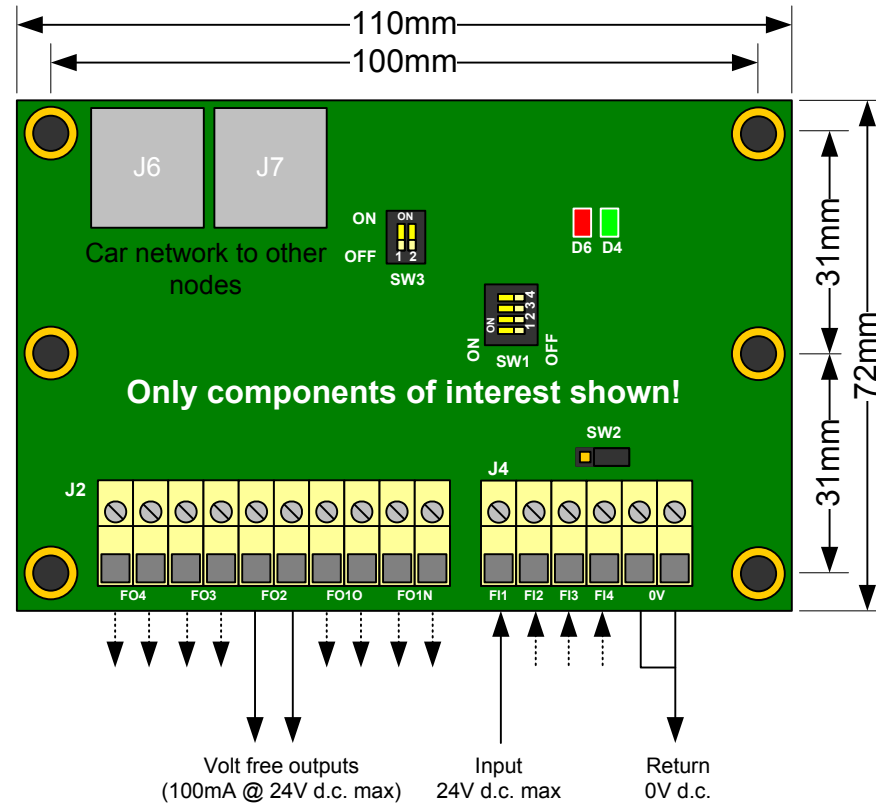 110mm
100mm
J6
J7
Car network to other
nodes
ON
OFF
ON
1 2
SW3
D6
D4
ON
1 2 3 4
ON
OFF
SW1
31mm
72mm
31mm
Only components of interest shown!
SW2
J2
J4
FO4
FO3
FO2
FO1O
FO1N
FI1
FI2
FI3
FI4
0V
Volt free outputs
(100mA @ 24V d.c. max)
Input
24V d.c. max
Return
0V d.c.